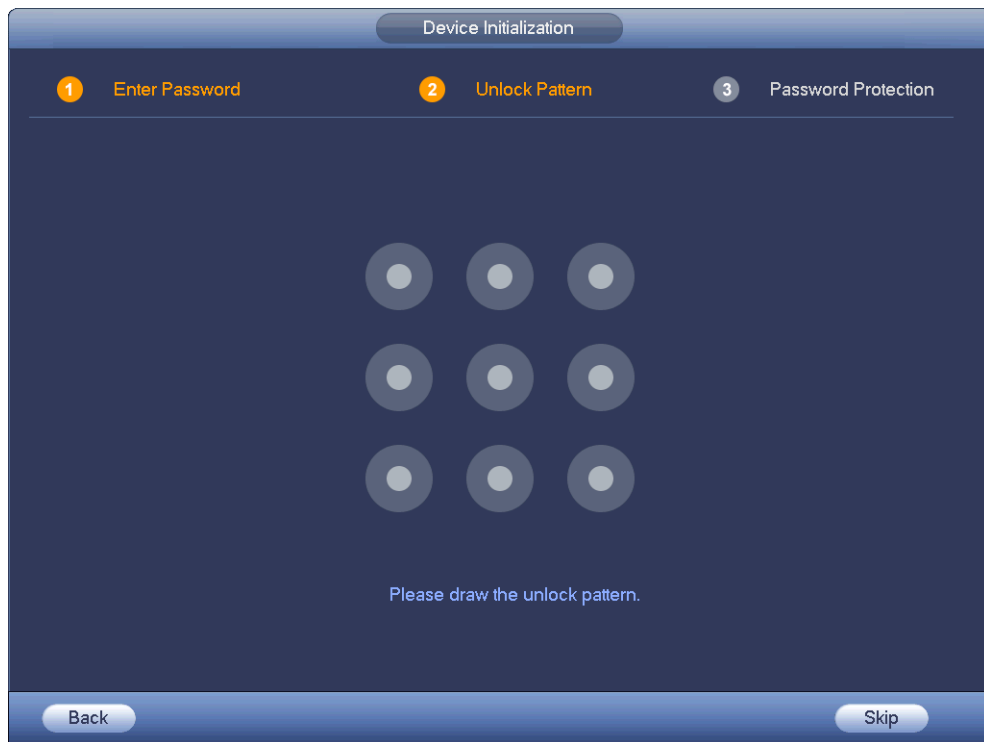 Device Initialization
1 Enter Password 2 Unlock Pattern 3 Password Protection
Please draw the unlock pattern.
Back Skip